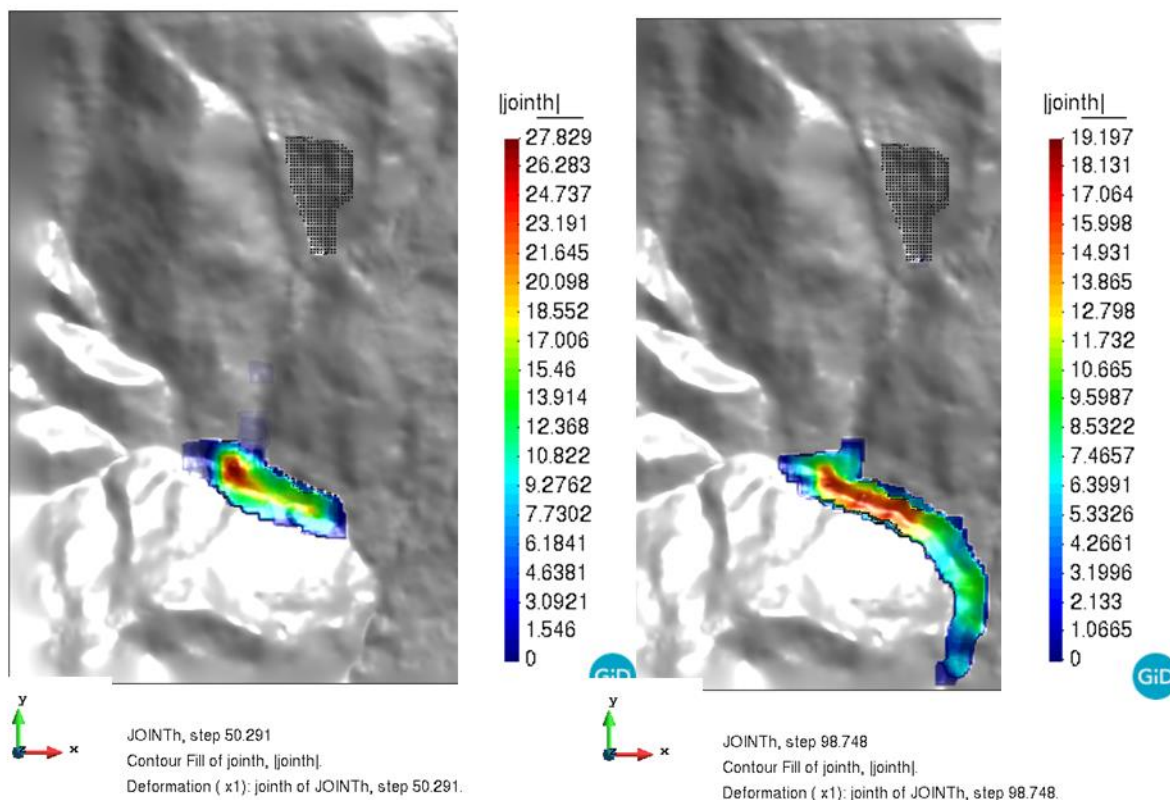 |jointh|
27.829
26.283
24.737
23.191
21.645
20.098
18.552
17.006
15.46
13.914
12.368
10.822
9.2762
7.7302
6.1841
4.6381
3.0921
1.546
0
GiD
y
z
x
JOINTh, step 50.291
Contour Fill of jointh, |jointh|.
Deformation ( x1): jointh of JOINTh, step 50.291.
|jointh|
19.197
18.131
17.064
15.998
14.931
13.865
12.798
11.732
10.665
9.5987
8.5322
7.4657
6.3991
5.3326
4.2661
3.1996
2.133
1.0665
0
GiD
y
z
x
JOINTh, step 98.748
Contour Fill of jointh, |jointh|.
Deformation ( x1): jointh of JOINTh, step 98.748.